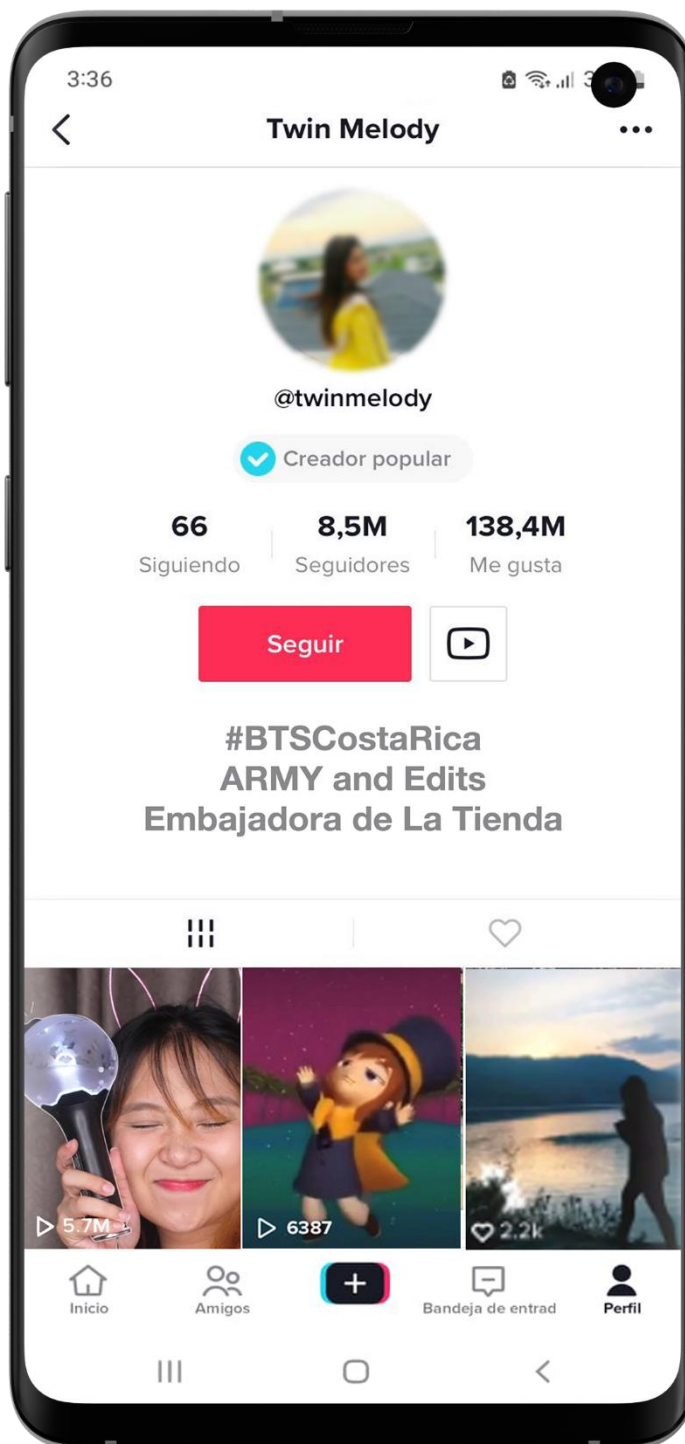 3:36
Twin Melody
@twinmelody
Creador popular
66 8,5M 138,4M
Siguiendo Seguidores Me gusta
Seguir
#BTSCostaRica
ARMY and Edits
Embajadora de La Tienda
5.7M 6387 2.2k
Inicio Amigos Bandeja de entrad Perfil